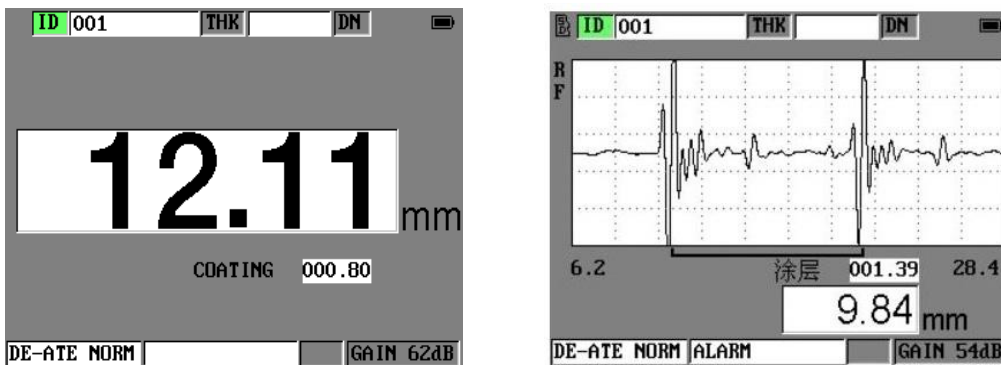 ID 001 THK DN
12.11 mm
COATING 000.80
DE-ATE NORM GAIN 62dB
ID 001 THK DN
RF
6.2 涂层 001.39 28.4
9.84 mm
DE-ATE NORM ALARM GAIN 54dB